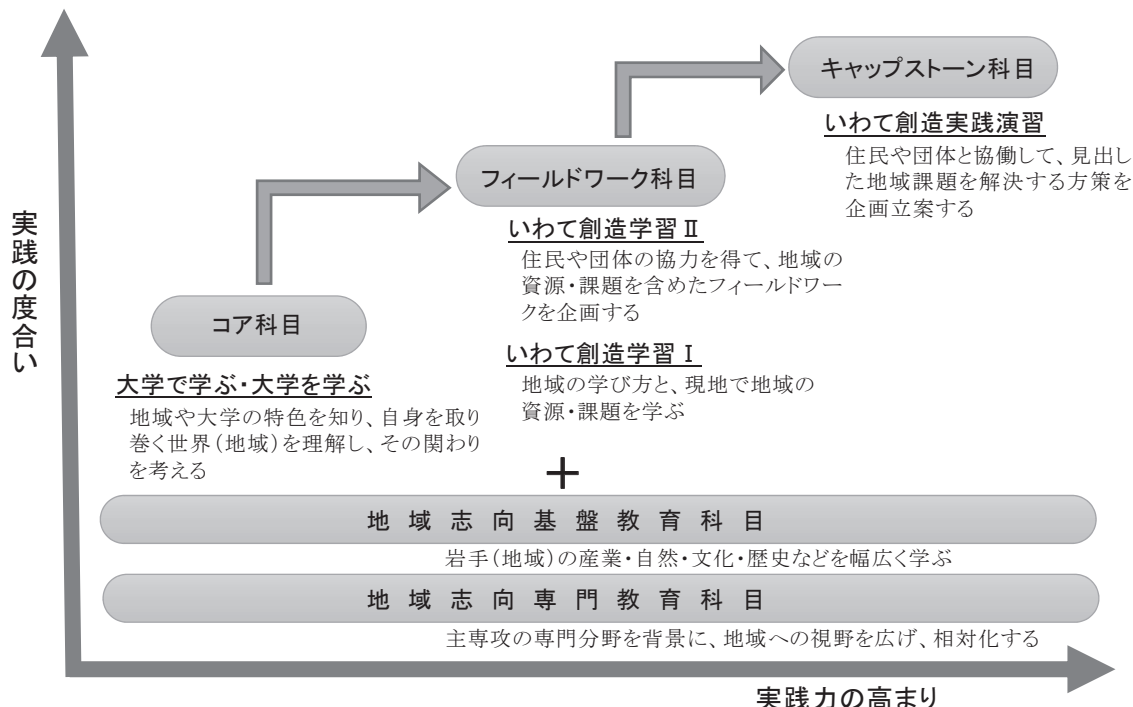 キャップストーン科目
いわて創造実践演習
住民や団体と協働して、見出し
た地域課題を解決する方策を
企画立案する
フィールドワーク科目
いわて創造学習Ⅱ
住民や団体の協力を得て、地域の
資源・課題を含めたフィールドワー
クを企画する
いわて創造学習Ⅰ
地域の学び方と、現地で地域の
資源・課題を学ぶ
コア科目
大学で学ぶ・大学を学ぶ
地域や大学の特色を知り、自身を取り
巻く世界(地域)を理解し、その関わり
を考える
実践の度合い
+
地域志向基盤教育科目
岩手(地域)の産業・自然・文化・歴史などを幅広く学ぶ
地域志向専門教育科目
主専攻の専門分野を背景に、地域への視野を広げ、相対化する
実践力の高まり